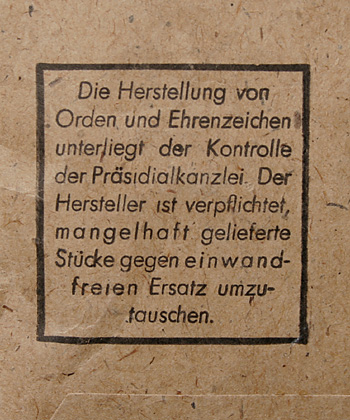 Die Herstellung von
Orden und Ehrenzeichen
unterliegt der Kontrolle
der Präsidialkanzlei. Der
Hersteller ist verpflichtet,
mangelhaft gelieferte
Stücke gegen einwand-
freien Ersatz umzu-
tauschen.